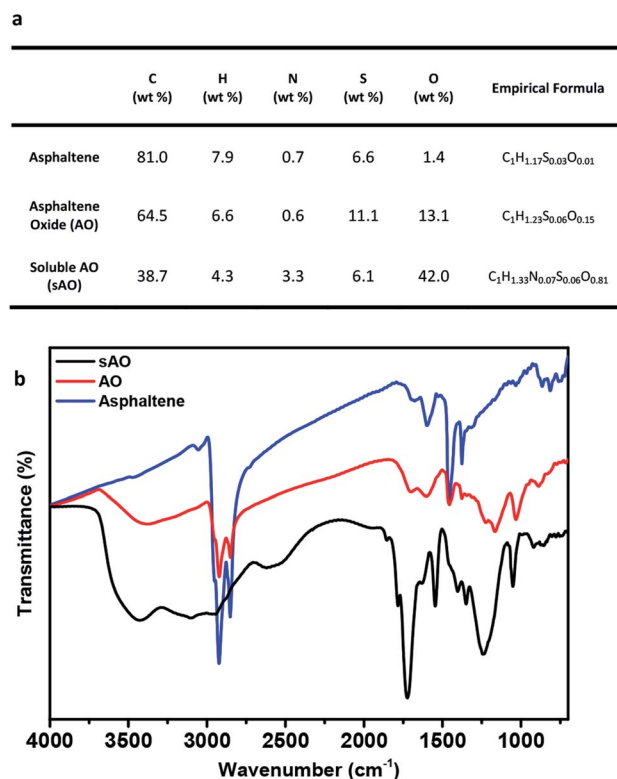 a
C H N S O Empirical Formula
(wt %) (wt %) (wt %) (wt %) (wt %)
Asphaltene 81.0 7.9 0.7 6.6 1.4 C₁H₁.₁₇S₀.₀₃O₀.₀₁
Asphaltene
Oxide (AO) 64.5 6.6 0.6 11.1 13.1 C₁H₁.₂₃S₀.₀₆O₀.₁₅
Soluble AO
(sAO) 38.7 4.3 3.3 6.1 42.0 C₁H₁.₃₃N₀.₀₇S₀.₀₆O₀.₈₁
b
sAO
AO
Asphaltene
Transmittance (%)
4000 3500 3000 2500 2000 1500 1000
Wavenumber (cm⁻¹)